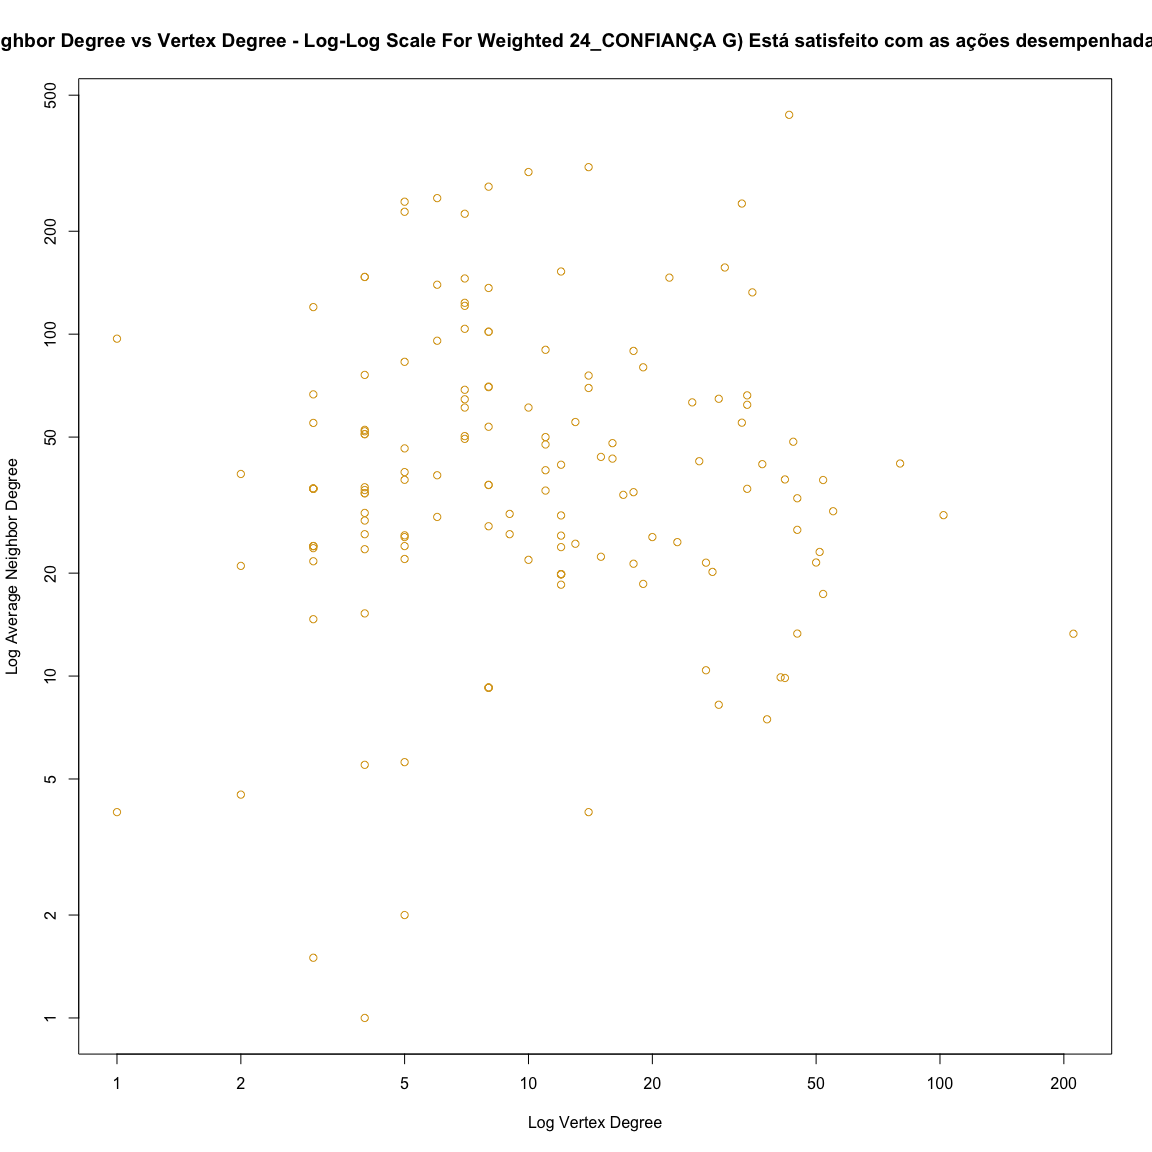 ghbor Degree vs Vertex Degree - Log-Log Scale For Weighted 24_CONFIANÇA G) Está satisfeito com as ações desempenhada
Log Average Neighbor Degree
500
200
100
50
20
10
5
2
1
1 2 5 10 20 50 100 200
Log Vertex Degree